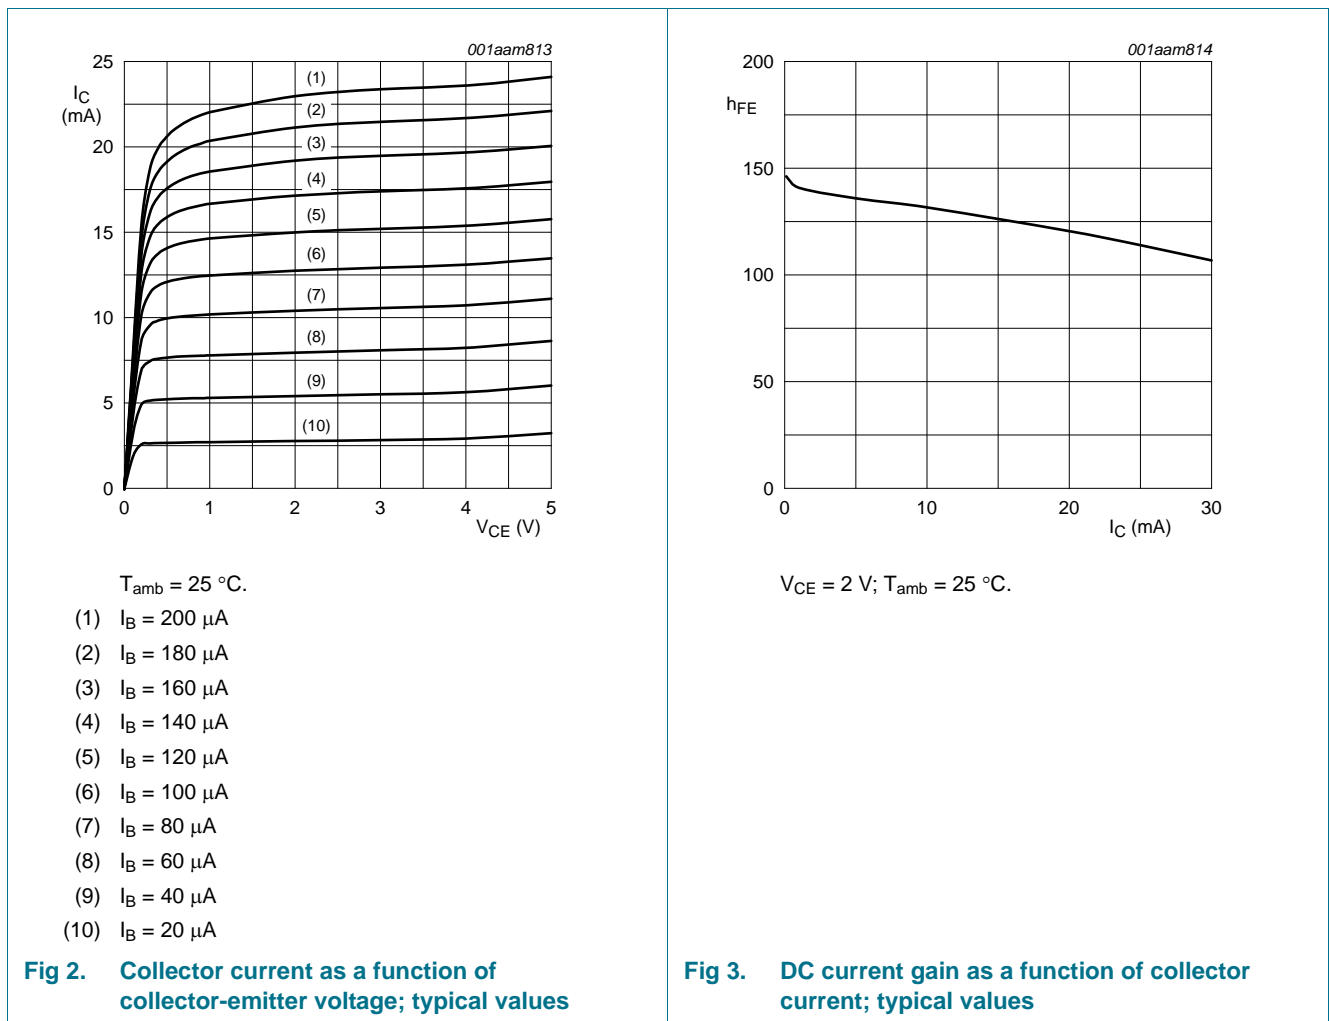 001aam813
25
20
15
10
5
0
I_C
(mA)
(1)
(2)
(3)
(4)
(5)
(6)
(7)
(8)
(9)
(10)
0 1 2 3 4 5
V_CE (V)
T_amb = 25 °C.
(1) I_B = 200 μA
(2) I_B = 180 μA
(3) I_B = 160 μA
(4) I_B = 140 μA
(5) I_B = 120 μA
(6) I_B = 100 μA
(7) I_B = 80 μA
(8) I_B = 60 μA
(9) I_B = 40 μA
(10) I_B = 20 μA
Fig 2. Collector current as a function of
collector-emitter voltage; typical values
001aam814
200
150
100
50
0
h_FE
0 10 20 30
I_C (mA)
V_CE = 2 V; T_amb = 25 °C.
Fig 3. DC current gain as a function of collector
current; typical values